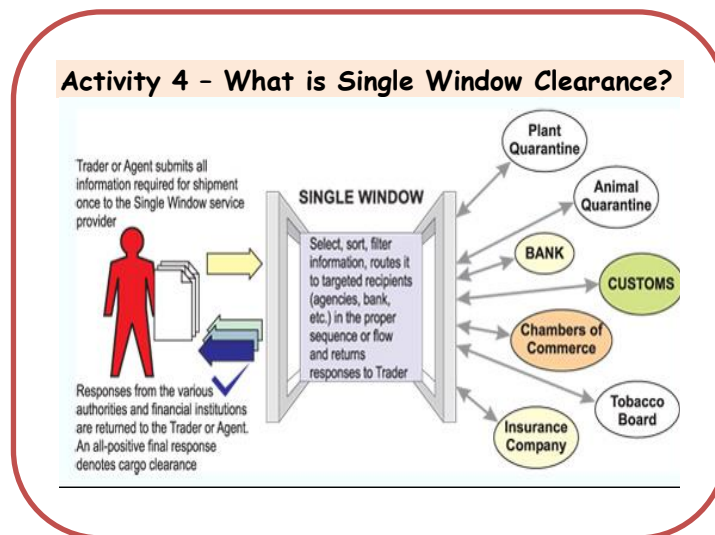 Activity 4 – What is Single Window Clearance?
Trader or Agent submits all
information required for shipment
once to the Single Window service
provider
SINGLE WINDOW
Select, sort, filter
information, routes it
to targeted recipients
(agencies, bank,
etc.) in the proper
sequence or flow
and returns
responses to Trader
Responses from the various
authorities and financial institutions
are returned to the Trader or Agent.
An all-positive final response
denotes cargo clearance
Plant
Quarantine
Animal
Quarantine
BANK
CUSTOMS
Chambers of
Commerce
Tobacco
Board
Insurance
Company